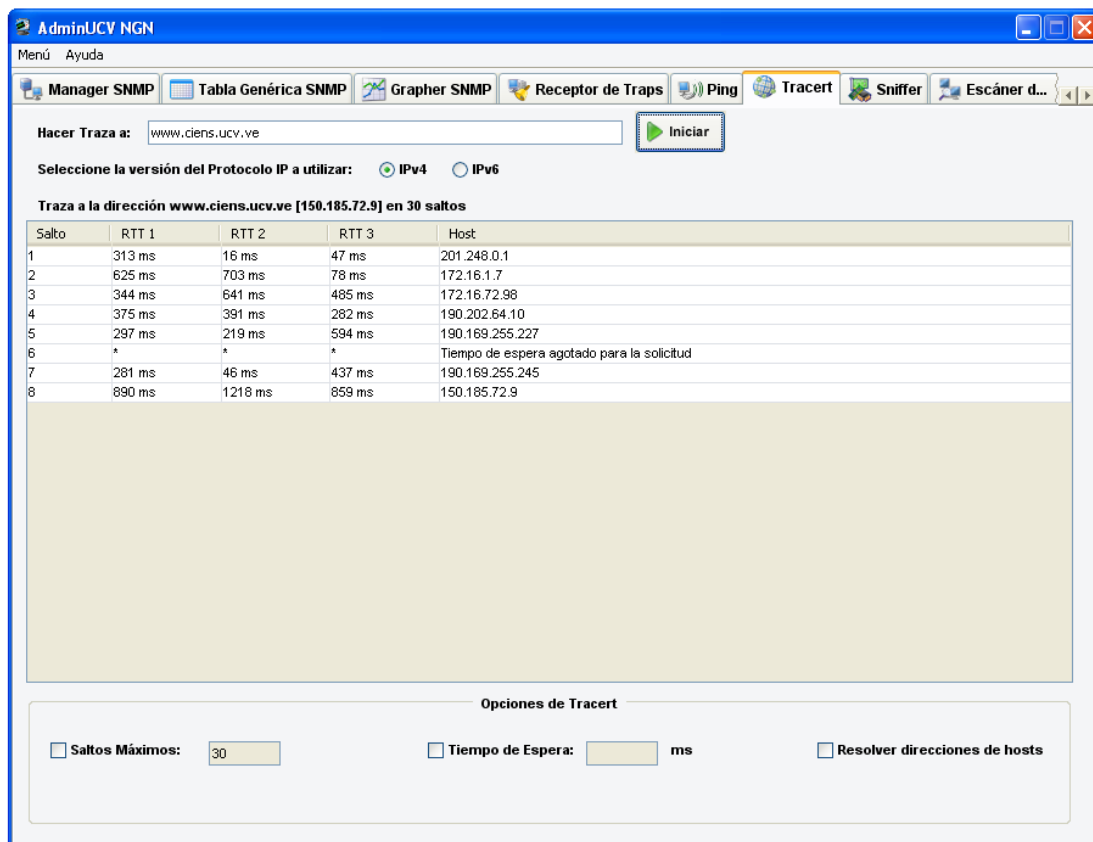 AdminUCV NGN
Menú Ayuda
Manager SNMP Tabla Genérica SNMP Grapher SNMP Receptor de Traps Ping Tracert Sniffer Escáner d...
Hacer Traza a: www.ciens.ucv.ve Iniciar
Seleccione la versión del Protocolo IP a utilizar: IPv4 IPv6
Traza a la dirección www.ciens.ucv.ve [150.185.72.9] en 30 saltos
Salto RTT 1 RTT 2 RTT 3 Host
1 313 ms 16 ms 47 ms 201.248.0.1
2 625 ms 703 ms 78 ms 172.16.1.7
3 344 ms 641 ms 485 ms 172.16.72.98
4 375 ms 391 ms 282 ms 190.202.64.10
5 297 ms 219 ms 594 ms 190.169.255.227
6 * * * Tiempo de espera agotado para la solicitud
7 281 ms 46 ms 437 ms 190.169.255.245
8 890 ms 1218 ms 859 ms 150.185.72.9
Opciones de Tracert
Saltos Máximos: 30 Tiempo de Espera: ms Resolver direcciones de hosts